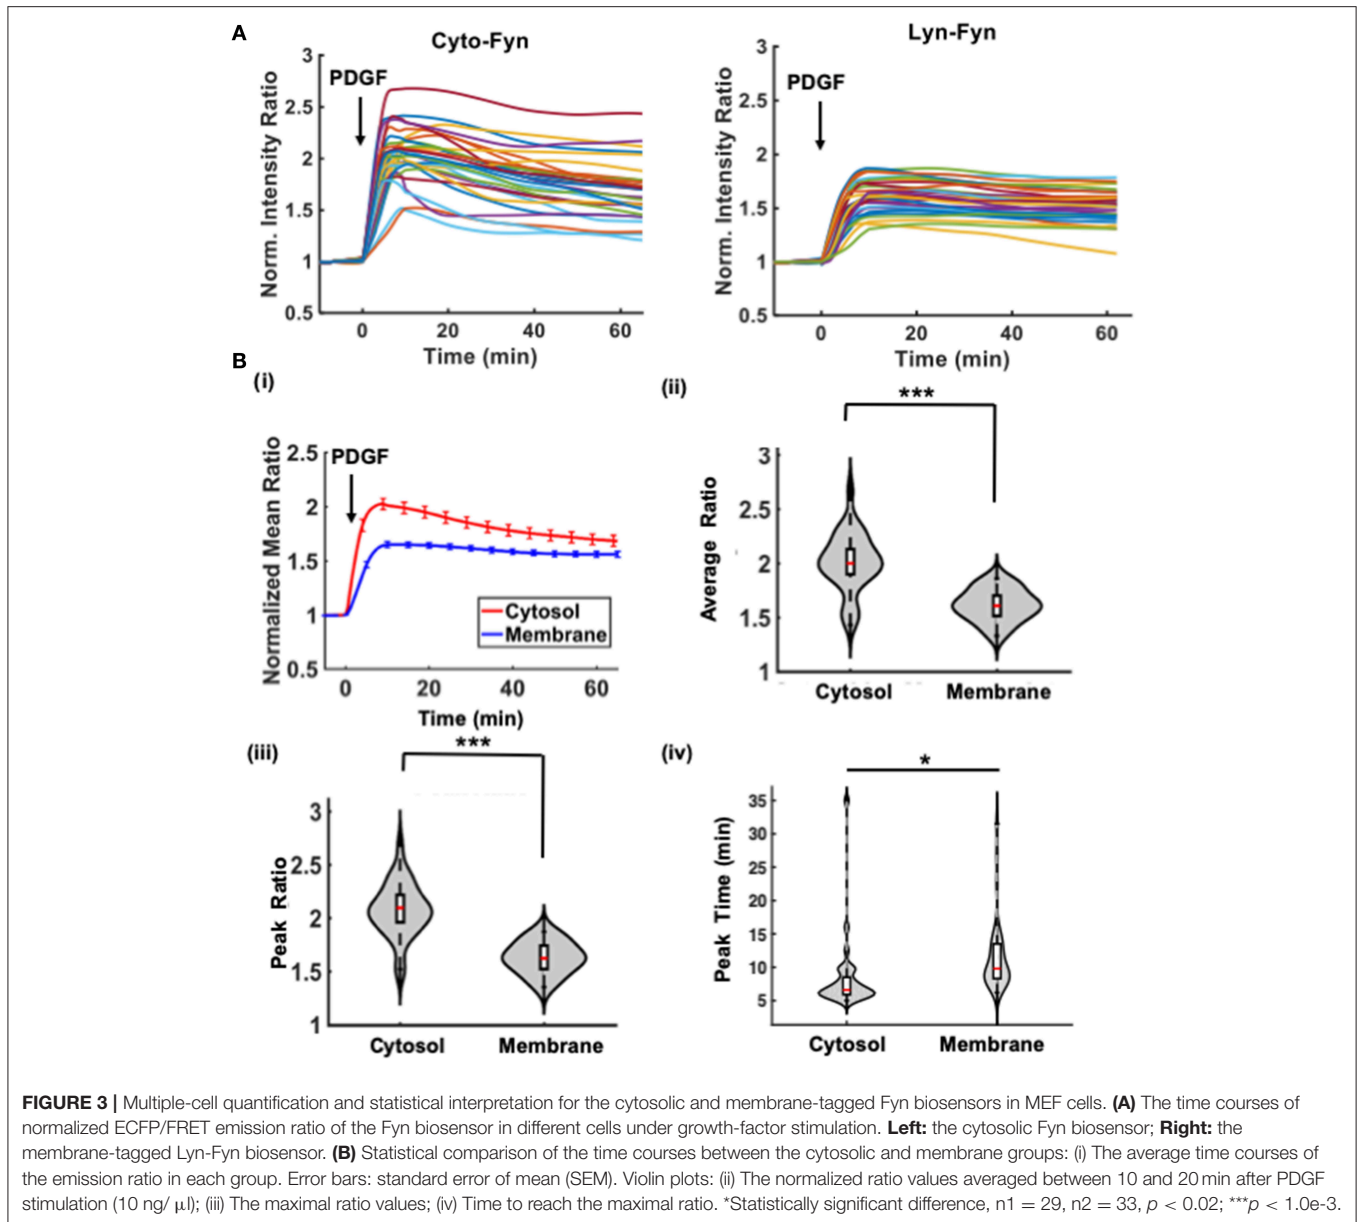 A
Cyto-Fyn
Lyn-Fyn
Norm. Intensity Ratio
3
2.5
2
1.5
1
0.5
PDGF
0 20 40 60
Time (min)
Norm. Intensity Ratio
3
2.5
2
1.5
1
0.5
PDGF
0 20 40 60
Time (min)
B
(i)
Normalized Mean Ratio
2.5
2
1.5
1
0.5
PDGF
Cytosol
Membrane
0 20 40 60
Time (min)
(ii)
***
Average Ratio
3
2.5
2
1.5
1
Cytosol Membrane
(iii)
***
Peak Ratio
3
2.5
2
1.5
1
Cytosol Membrane
(iv)
*
Peak Time (min)
35
30
25
20
15
10
5
Cytosol Membrane
FIGURE 3 | Multiple-cell quantification and statistical interpretation for the cytosolic and membrane-tagged Fyn biosensors in MEF cells. (A) The time courses of
normalized ECFP/FRET emission ratio of the Fyn biosensor in different cells under growth-factor stimulation. Left: the cytosolic Fyn biosensor; Right: the
membrane-tagged Lyn-Fyn biosensor. (B) Statistical comparison of the time courses between the cytosolic and membrane groups: (i) The average time courses of
the emission ratio in each group. Error bars: standard error of mean (SEM). Violin plots: (ii) The normalized ratio values averaged between 10 and 20 min after PDGF
stimulation (10 ng/ μl); (iii) The maximal ratio values; (iv) Time to reach the maximal ratio. *Statistically significant difference, n1 = 29, n2 = 33, p < 0.02; ***p < 1.0e-3.